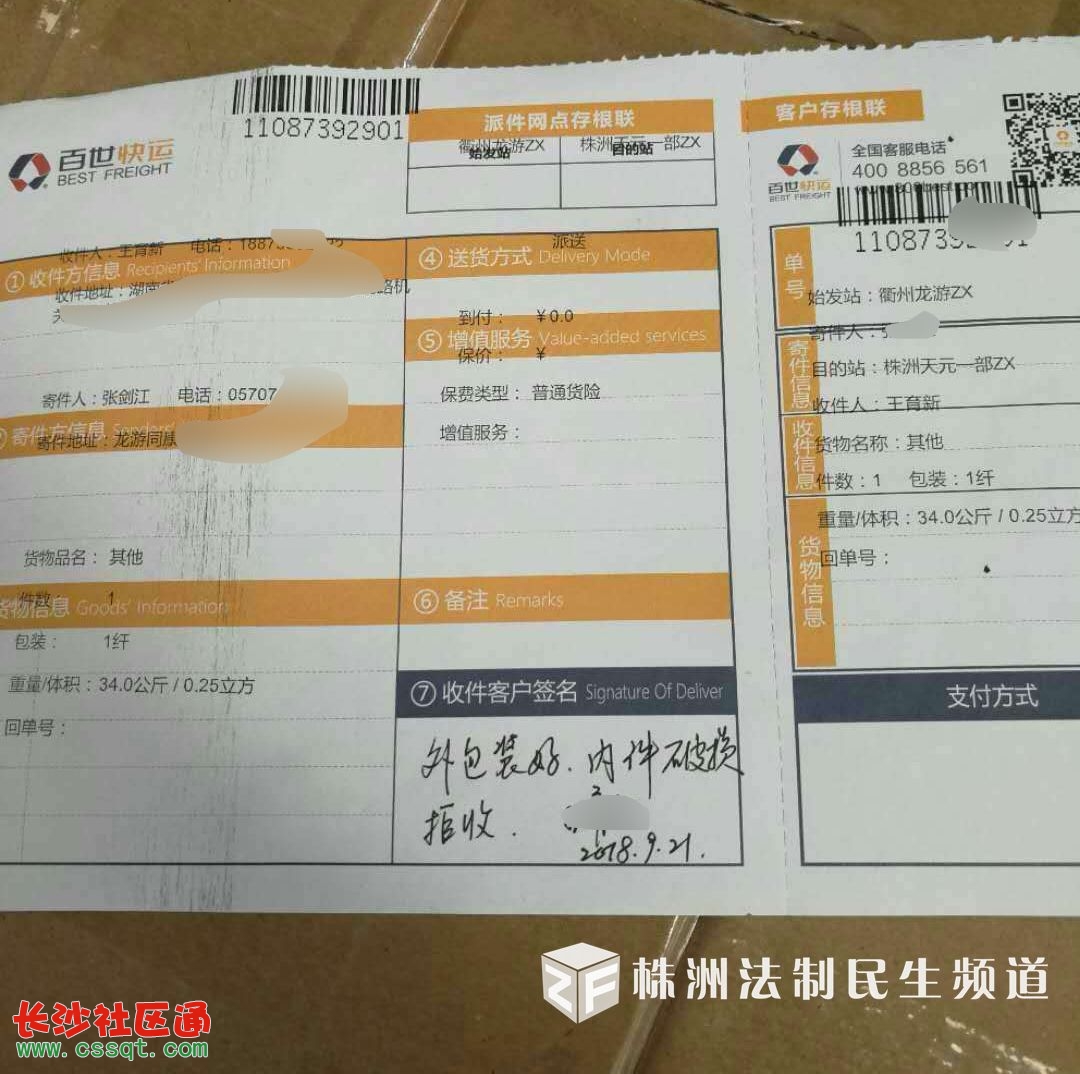 11087392901
百世快运
BEST FREIGHT
派件网点存根联
衢州龙游ZX
始发站
株洲天元一部ZX
目的站
收件人：王育新 电话：188
① 收件方信息 Recipients' Information
收件地址：湖南
路机
寄件人：张剑江 电话：05707
寄件方信息
寄件地址：龙游同
货物品名： 其他
件数： 1
货物信息 Goods' Information
包装： 1纤
重量/体积：34.0公斤 / 0.25立方
回单号：
派送
④ 送货方式 Delivery Mode
到付： ￥0.0
⑤ 增值服务 Value-added services
保价： ￥
保费类型： 普通货险
增值服务：
⑥ 备注 Remarks
⑦ 收件客户签名 Signature Of Deliver
外包装好.内件破损
拒收.
2018.9.21.
客户存根联
百世快运
BEST FREIGHT
全国客服电话
400 8856 561
110873
单号
始发站：衢州龙游ZX
寄件人：
寄件信息
目的站：株洲天元一部ZX
收件人：王育新
收件信息
货物名称：其他
件数：1 包装：1纤
重量/体积：34.0公斤 / 0.25立方
货物信息
回单号：
支付方式
ZF
株洲法制民生频道
长沙社区通
www.cssqt.com